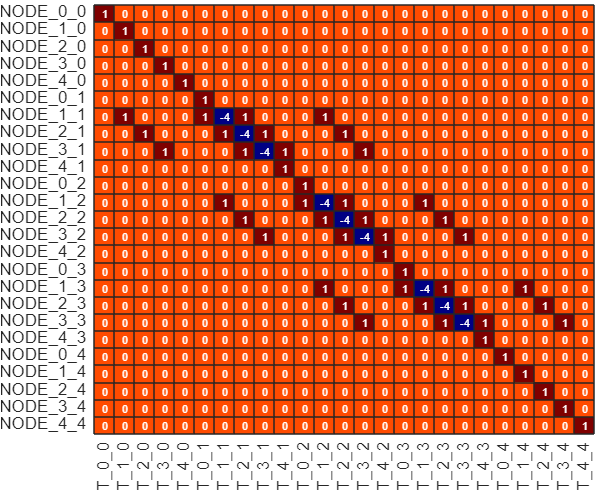 NODE_0_0 1 0 0 0 0 0 0 0 0 0 0 0 0 0 0 0 0 0 0 0 0 0 0 0 0
NODE_1_0 0 1 0 0 0 0 0 0 0 0 0 0 0 0 0 0 0 0 0 0 0 0 0 0 0
NODE_2_0 0 0 1 0 0 0 0 0 0 0 0 0 0 0 0 0 0 0 0 0 0 0 0 0 0
NODE_3_0 0 0 0 1 0 0 0 0 0 0 0 0 0 0 0 0 0 0 0 0 0 0 0 0 0
NODE_4_0 0 0 0 0 1 0 0 0 0 0 0 0 0 0 0 0 0 0 0 0 0 0 0 0 0
NODE_0_1 0 0 0 0 0 1 0 0 0 0 0 0 0 0 0 0 0 0 0 0 0 0 0 0 0
NODE_1_1 0 1 0 0 0 1 -4 1 0 0 0 1 0 0 0 0 0 0 0 0 0 0 0 0 0
NODE_2_1 0 0 1 0 0 0 1 -4 1 0 0 0 1 0 0 0 0 0 0 0 0 0 0 0 0
NODE_3_1 0 0 0 1 0 0 0 1 -4 1 0 0 0 1 0 0 0 0 0 0 0 0 0 0 0
NODE_4_1 0 0 0 0 0 0 0 0 0 1 0 0 0 0 0 0 0 0 0 0 0 0 0 0 0
NODE_0_2 0 0 0 0 0 0 0 0 0 0 1 0 0 0 0 0 0 0 0 0 0 0 0 0 0
NODE_1_2 0 0 0 0 0 0 1 0 0 0 1 -4 1 0 0 0 1 0 0 0 0 0 0 0 0
NODE_2_2 0 0 0 0 0 0 0 1 0 0 0 1 -4 1 0 0 0 1 0 0 0 0 0 0 0
NODE_3_2 0 0 0 0 0 0 0 0 1 0 0 0 1 -4 1 0 0 0 1 0 0 0 0 0 0
NODE_4_2 0 0 0 0 0 0 0 0 0 0 0 0 0 0 1 0 0 0 0 0 0 0 0 0 0
NODE_0_3 0 0 0 0 0 0 0 0 0 0 0 0 0 0 0 1 0 0 0 0 0 0 0 0 0
NODE_1_3 0 0 0 0 0 0 0 0 0 0 0 1 0 0 0 1 -4 1 0 0 0 1 0 0 0
NODE_2_3 0 0 0 0 0 0 0 0 0 0 0 0 1 0 0 0 1 -4 1 0 0 0 1 0 0
NODE_3_3 0 0 0 0 0 0 0 0 0 0 0 0 0 1 0 0 0 1 -4 1 0 0 0 1 0
NODE_4_3 0 0 0 0 0 0 0 0 0 0 0 0 0 0 0 0 0 0 0 1 0 0 0 0 0
NODE_0_4 0 0 0 0 0 0 0 0 0 0 0 0 0 0 0 0 0 0 0 0 1 0 0 0 0
NODE_1_4 0 0 0 0 0 0 0 0 0 0 0 0 0 0 0 0 0 0 0 0 0 1 0 0 0
NODE_2_4 0 0 0 0 0 0 0 0 0 0 0 0 0 0 0 0 0 0 0 0 0 0 1 0 0
NODE_3_4 0 0 0 0 0 0 0 0 0 0 0 0 0 0 0 0 0 0 0 0 0 0 0 1 0
NODE_4_4 0 0 0 0 0 0 0 0 0 0 0 0 0 0 0 0 0 0 0 0 0 0 0 0 1
T_0_0 T_1_0 T_2_0 T_3_0 T_4_0 T_0_1 T_1_1 T_2_1 T_3_1 T_4_1 T_0_2 T_1_2 T_2_2 T_3_2 T_4_2 T_0_3 T_1_3 T_2_3 T_3_3 T_4_3 T_0_4 T_1_4 T_2_4 T_3_4 T_4_4